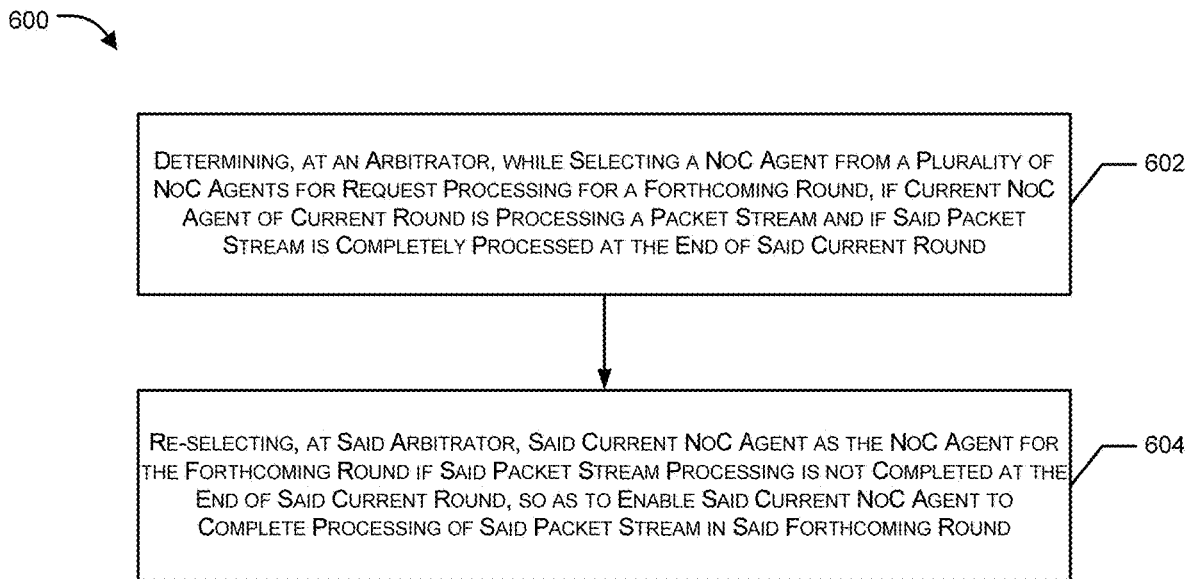 600
DETERMINING, AT AN ARBITRATOR, WHILE SELECTING A NOC AGENT FROM A PLURALITY OF
NOC AGENTS FOR REQUEST PROCESSING FOR A FORTHCOMING ROUND, IF CURRENT NOC
AGENT OF CURRENT ROUND IS PROCESSING A PACKET STREAM AND IF SAID PACKET
STREAM IS COMPLETELY PROCESSED AT THE END OF SAID CURRENT ROUND
602
RE-SELECTING, AT SAID ARBITRATOR, SAID CURRENT NOC AGENT AS THE NOC AGENT FOR
THE FORTHCOMING ROUND IF SAID PACKET STREAM PROCESSING IS NOT COMPLETED AT THE
END OF SAID CURRENT ROUND, SO AS TO ENABLE SAID CURRENT NOC AGENT TO
COMPLETE PROCESSING OF SAID PACKET STREAM IN SAID FORTHCOMING ROUND
604